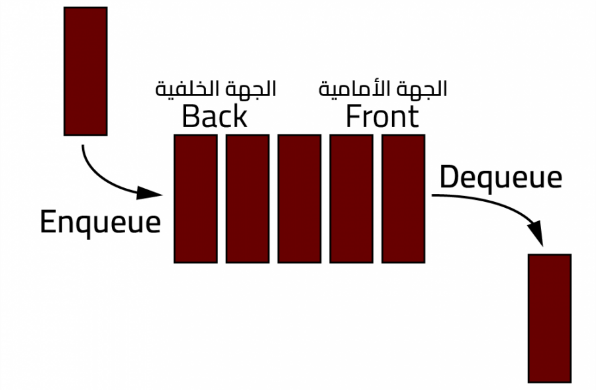 الجهة الخلفية
Back
الجهة الأمامية
Front
Enqueue
Dequeue